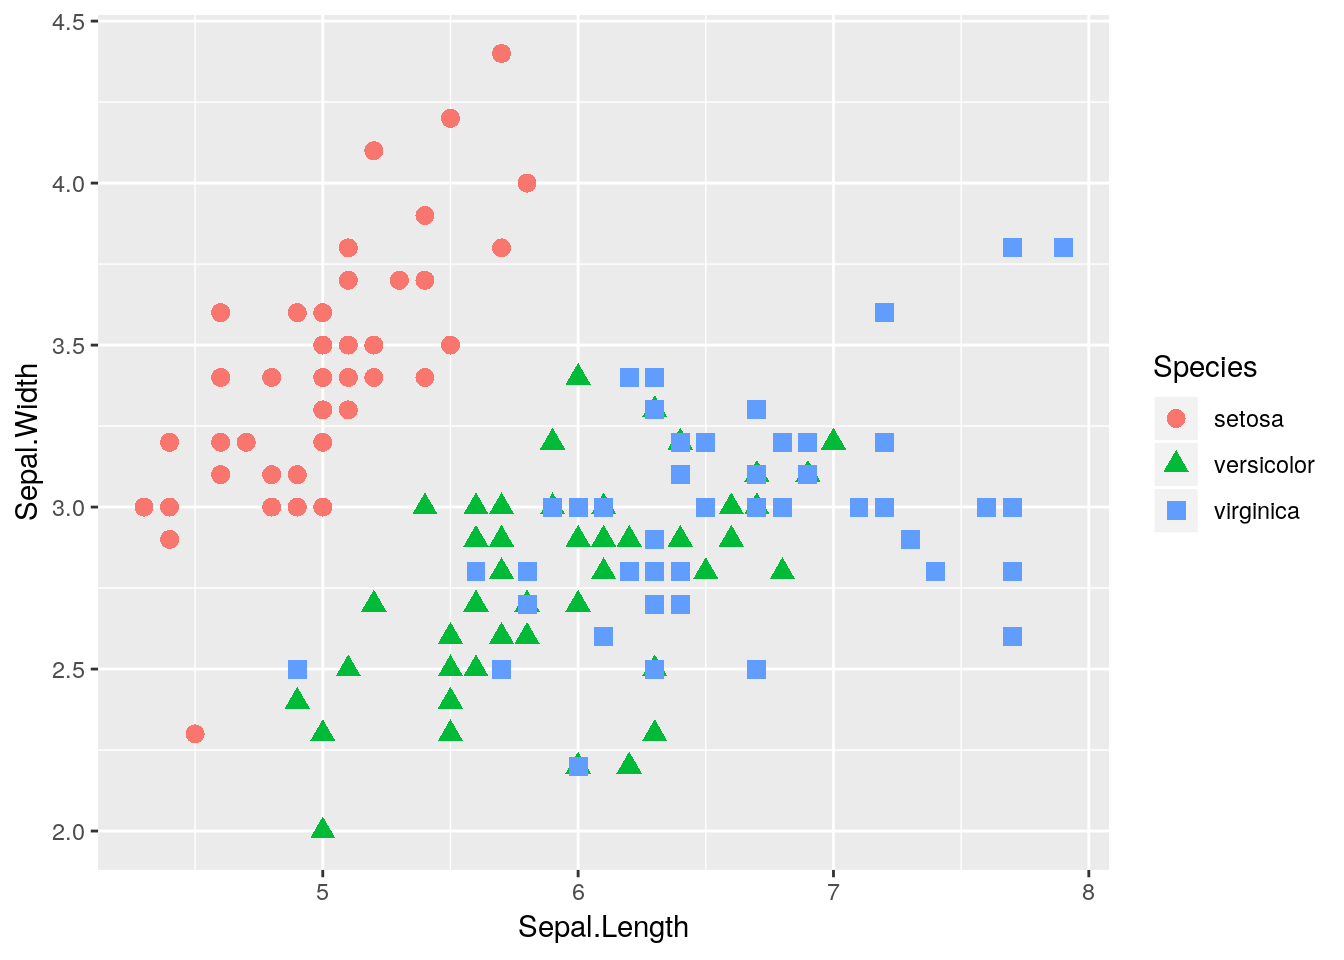 4.5
4.0
3.5
3.0
2.5
2.0
Sepal.Width
5 6 7 8
Sepal.Length
Species
setosa
versicolor
virginica